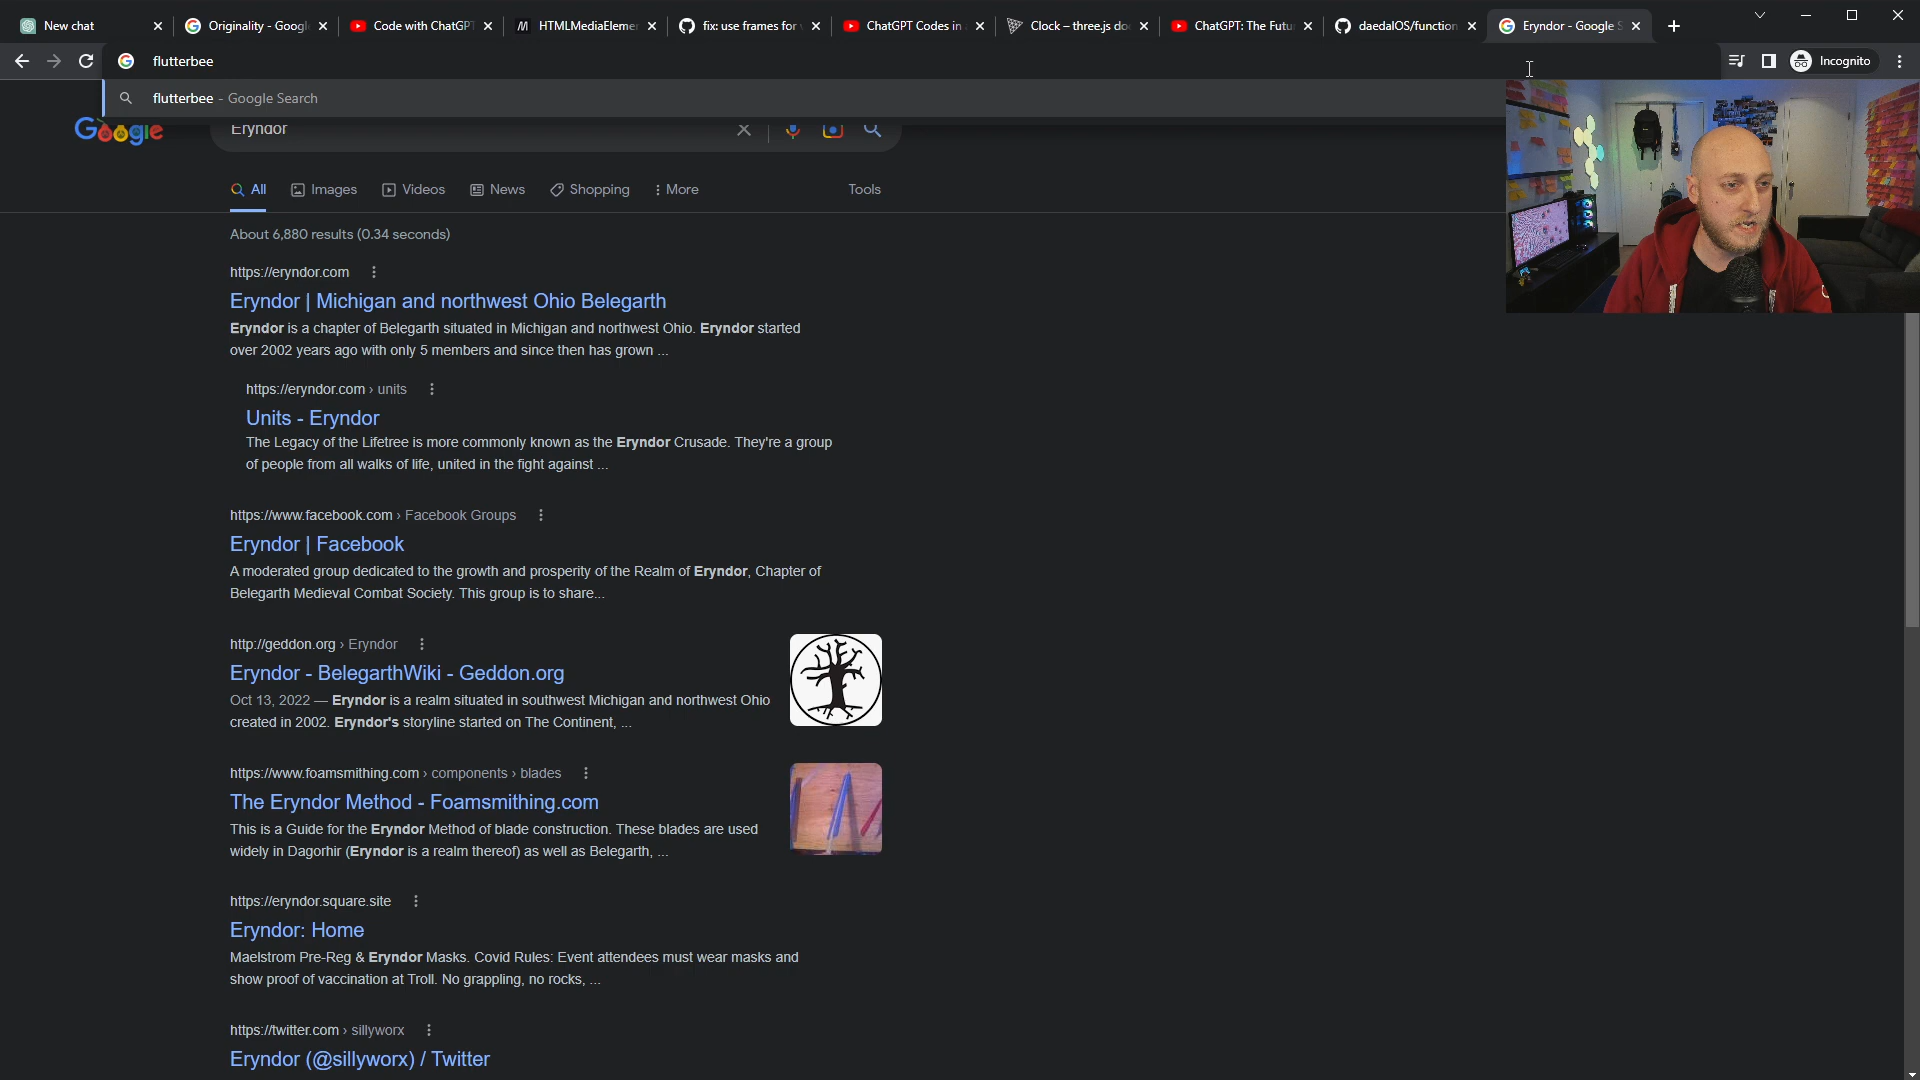 New chat
Originality - Googl
Code with ChatGPT
HTMLMediaElemen
fix: use frames for
ChatGPT Codes in
Clock – three.js do
ChatGPT: The Futu
daedalOS/function
Eryndor - Google S
flutterbee
Incognito
flutterbee - Google Search
Google
Eryndor
All
Images
Videos
News
Shopping
More
Tools
About 6,880 results (0.34 seconds)
https://eryndor.com
Eryndor | Michigan and northwest Ohio Belegarth
Eryndor is a chapter of Belegarth situated in Michigan and northwest Ohio. Eryndor started
over 2002 years ago with only 5 members and since then has grown ...
https://eryndor.com › units
Units - Eryndor
The Legacy of the Lifetree is more commonly known as the Eryndor Crusade. They're a group
of people from all walks of life, united in the fight against ...
https://www.facebook.com › Facebook Groups
Eryndor | Facebook
A moderated group dedicated to the growth and prosperity of the Realm of Eryndor, Chapter of
Belegarth Medieval Combat Society. This group is to share...
http://geddon.org › Eryndor
Eryndor - BelegarthWiki - Geddon.org
Oct 13, 2022 — Eryndor is a realm situated in southwest Michigan and northwest Ohio
created in 2002. Eryndor's storyline started on The Continent, ...
https://www.foamsmithing.com › components › blades
The Eryndor Method - Foamsmithing.com
This is a Guide for the Eryndor Method of blade construction. These blades are used
widely in Dagorhir (Eryndor is a realm thereof) as well as Belegarth, ...
https://eryndor.square.site
Eryndor: Home
Maelstrom Pre-Reg & Eryndor Masks. Covid Rules: Event attendees must wear masks and
show proof of vaccination at Troll. No grappling, no rocks, ...
https://twitter.com › sillyworx
Eryndor (@sillyworx) / Twitter